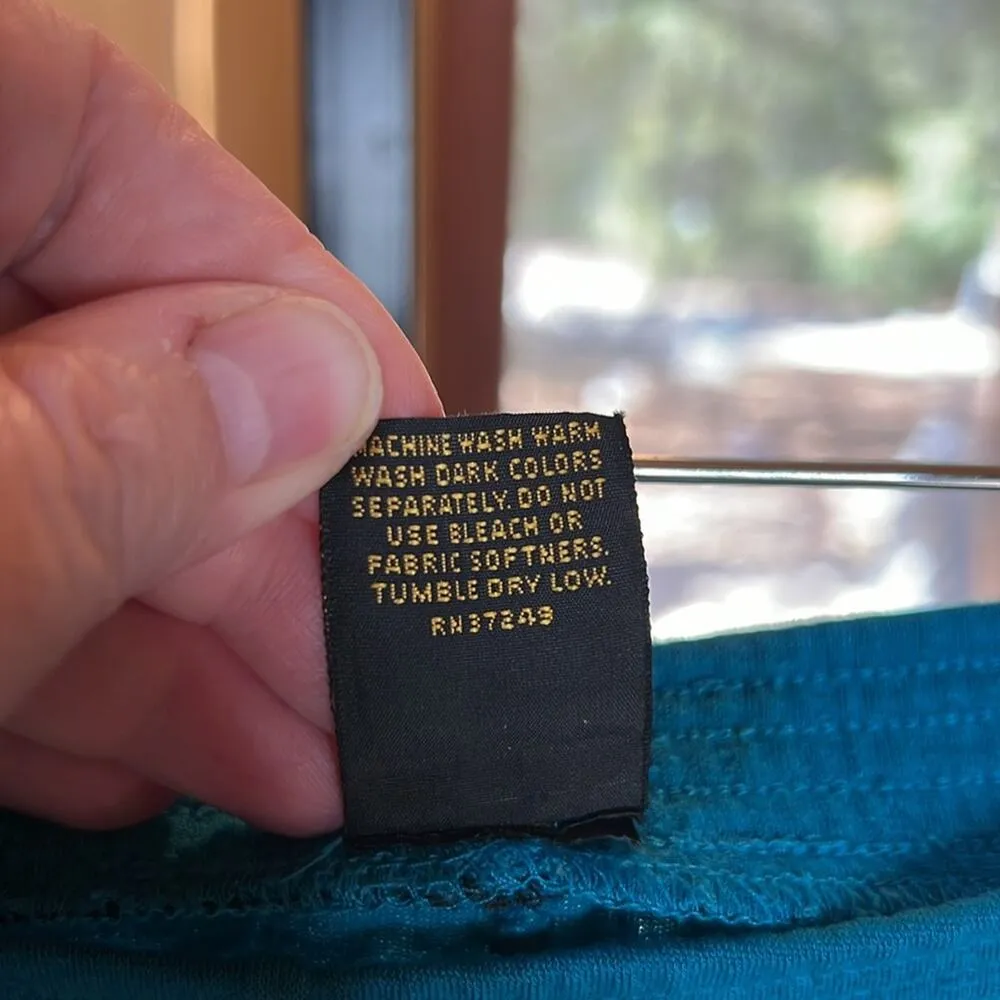 MACHINE WASH WARM
WASH DARK COLORS
SEPARATELY. DO NOT
USE BLEACH OR
FABRIC SOFTNERS.
TUMBLE DRY LOW.
RN37249